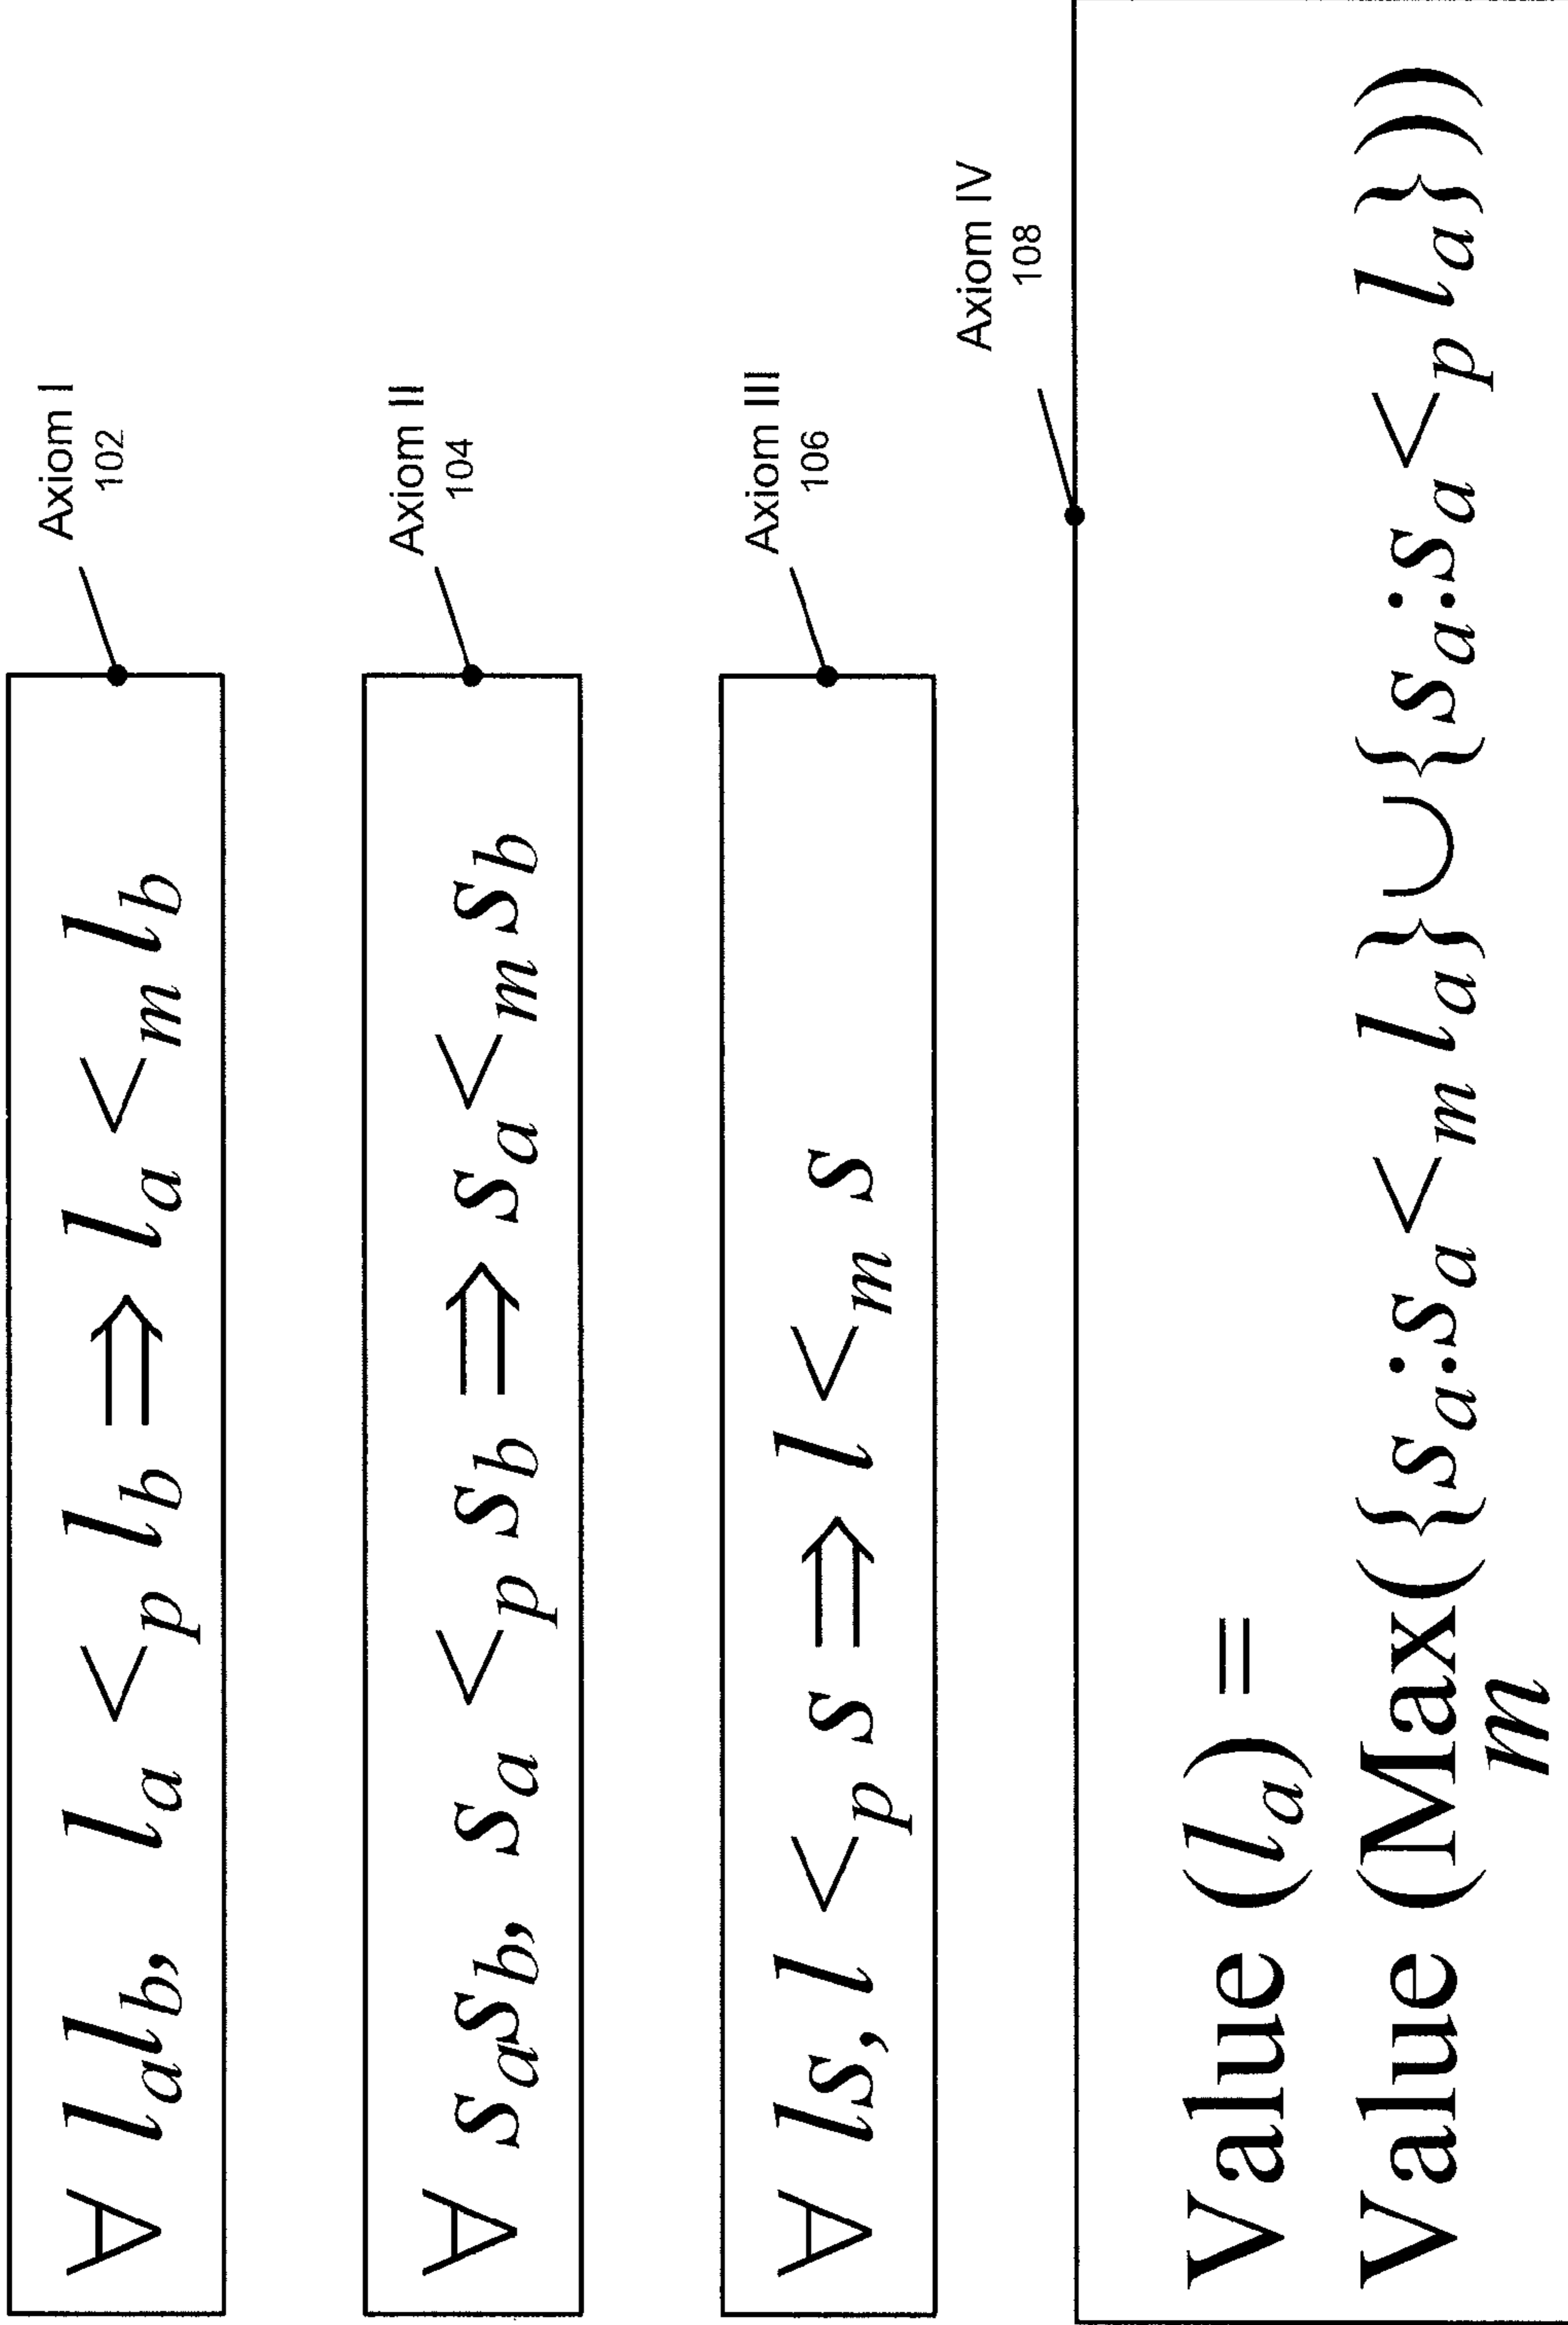 ∀ l_a l_b, l_a <_p l_b ⇒ l_a <_m l_b
Axiom I
102
∀ s_a s_b, s_a <_p s_b ⇒ s_a <_m s_b
Axiom II
104
∀ ls, l <_p s ⇒ l <_m s
Axiom III
106
Axiom IV
108
Value (l_a) =
Value (Max({s_a:s_a <_m l_a}∪{s_a:s_a <_p l_a}))
m